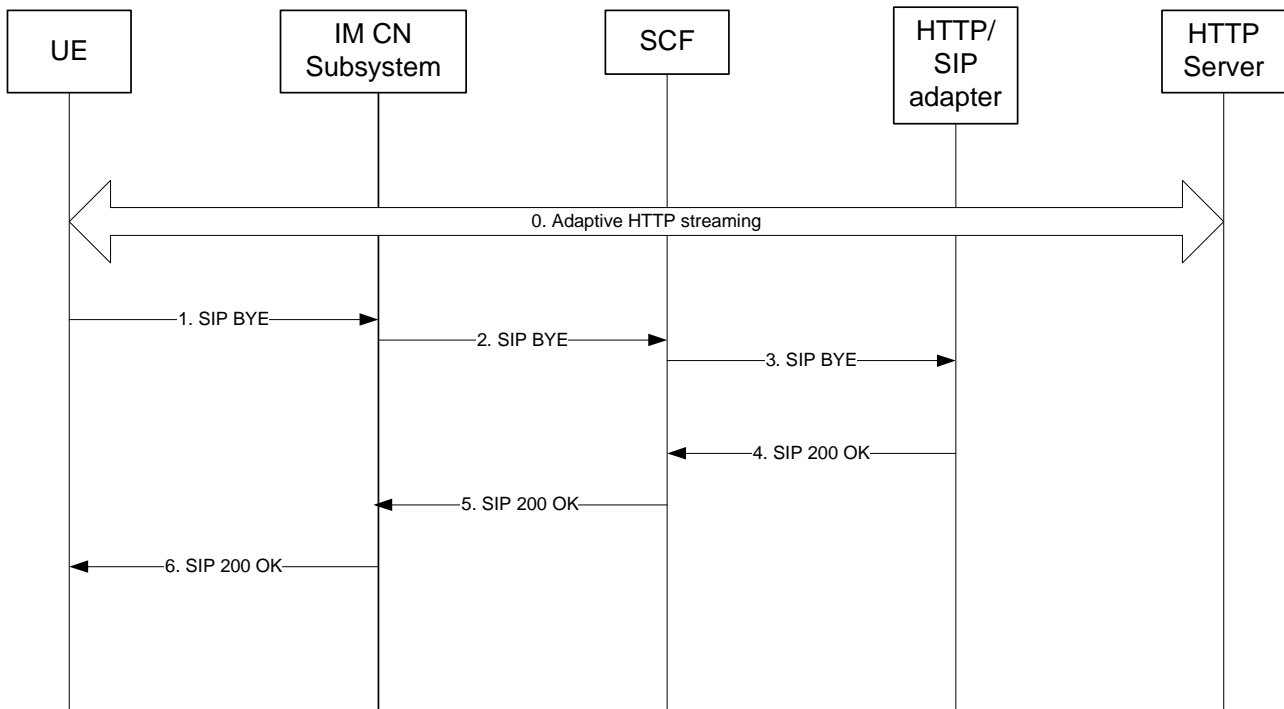 UE
IM CN
Subsystem
SCF
HTTP/
SIP
adapter
HTTP
Server
0. Adaptive HTTP streaming
1. SIP BYE
2. SIP BYE
3. SIP BYE
4. SIP 200 OK
5. SIP 200 OK
6. SIP 200 OK